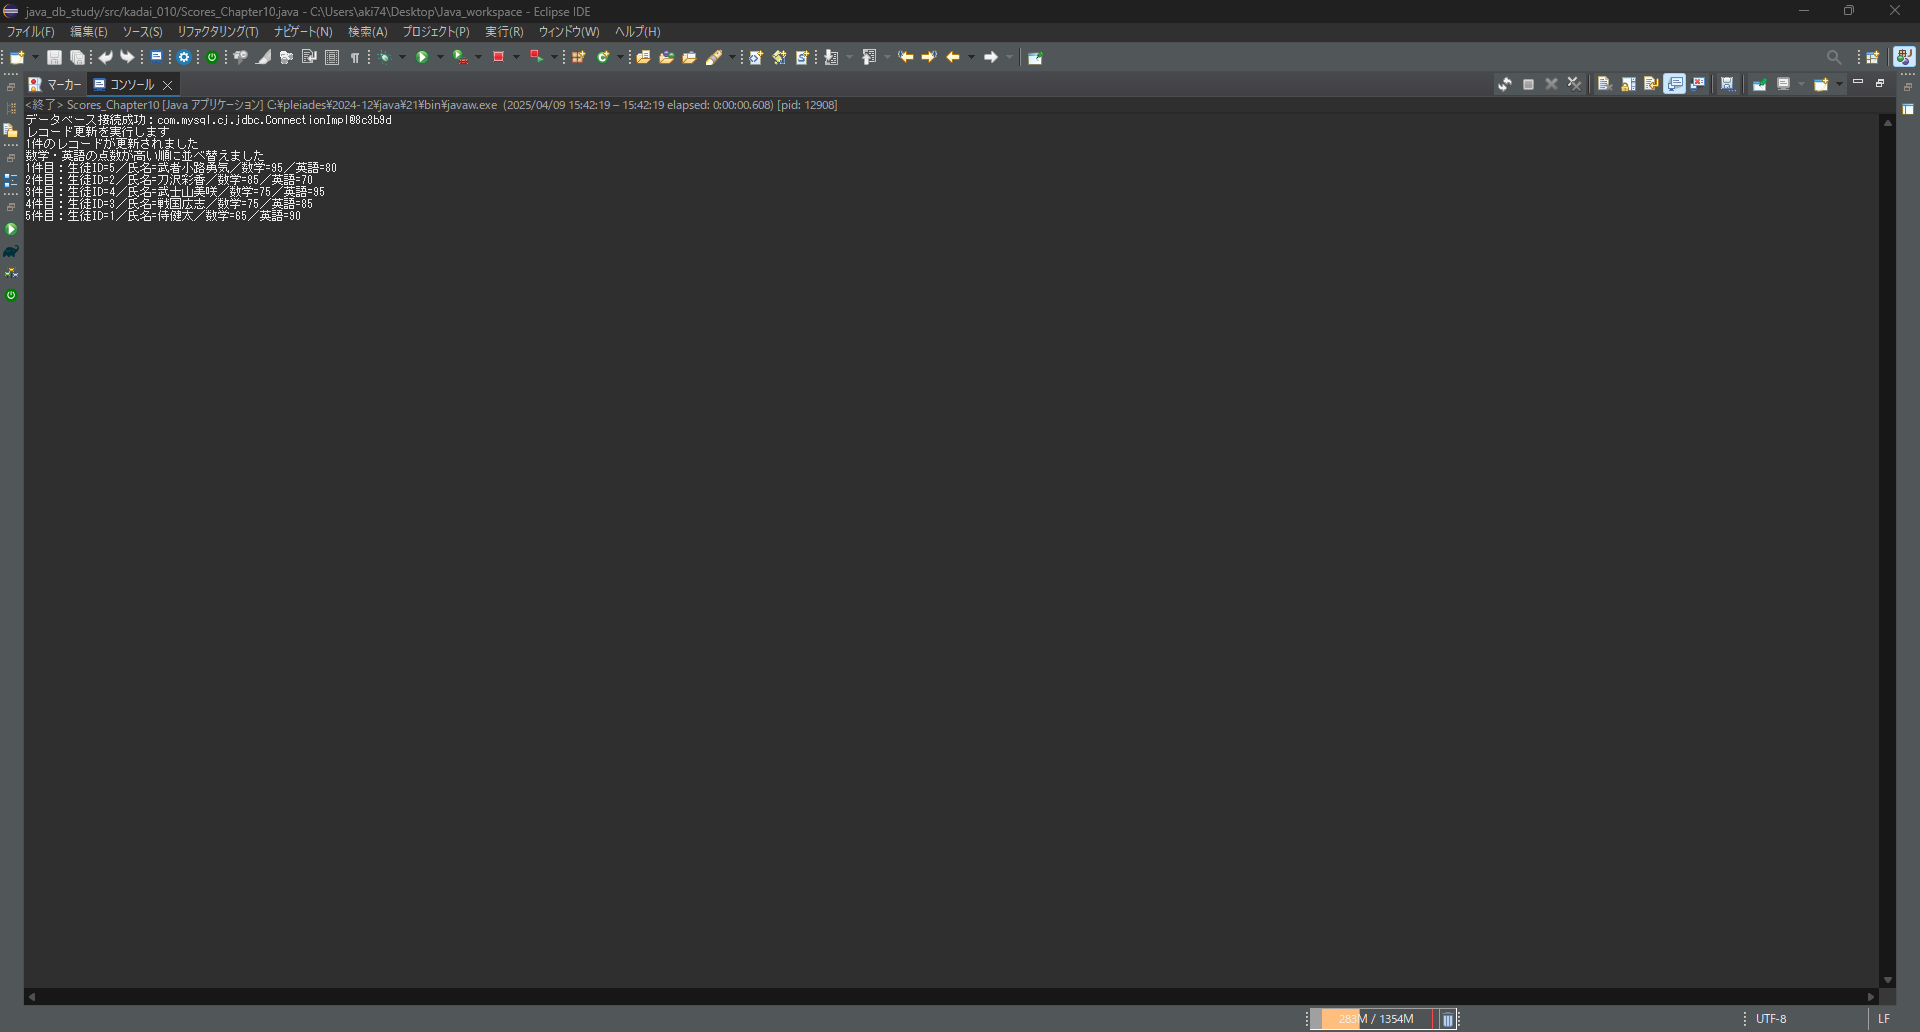 java_db_study/src/kadai_010/Scores_Chapter10.java - C:\Users\aki74\Desktop\Java_workspace - Eclipse IDE
ファイル(F) 編集(E) ソース(S) リファクタリング(T) ナビゲート(N) 検索(A) プロジェクト(P) 実行(R) ウィンドウ(W) ヘルプ(H)
マーカー コンソール
<終了> Scores_Chapter10 [Java アプリケーション] C:¥pleiades¥2024-12¥java¥21¥bin¥javaw.exe (2025/04/09 15:42:19 – 15:42:19 elapsed: 0:00:00.608) [pid: 12908]
データベース接続成功：com.mysql.cj.jdbc.ConnectionImpl@8c3b9d
レコード更新を実行します
1件のレコードが更新されました
数学・英語の点数が高い順に並べ替えました
1件目：生徒ID=5／氏名=武者小路勇気／数学=95／英語=80
2件目：生徒ID=2／氏名=刀沢彩香／数学=85／英語=70
3件目：生徒ID=4／氏名=武士山美咲／数学=75／英語=95
4件目：生徒ID=3／氏名=戦国広志／数学=75／英語=85
5件目：生徒ID=1／氏名=侍健太／数学=65／英語=90
283M / 1354M
UTF-8
LF